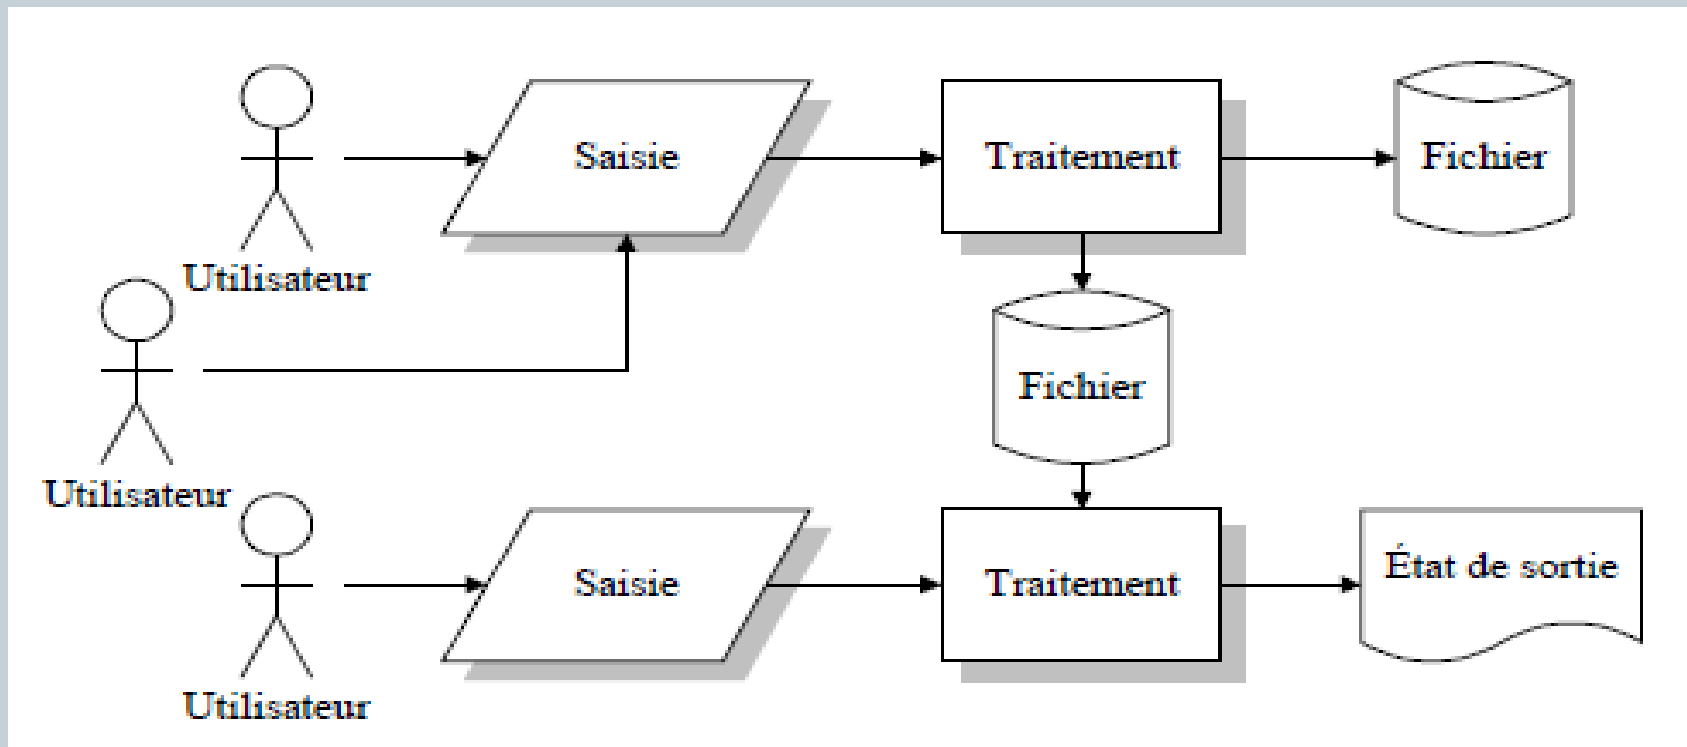 Saisie
Traitement
Fichier
Utilisateur
Fichier
Utilisateur
Saisie
Traitement
État de sortie
Utilisateur